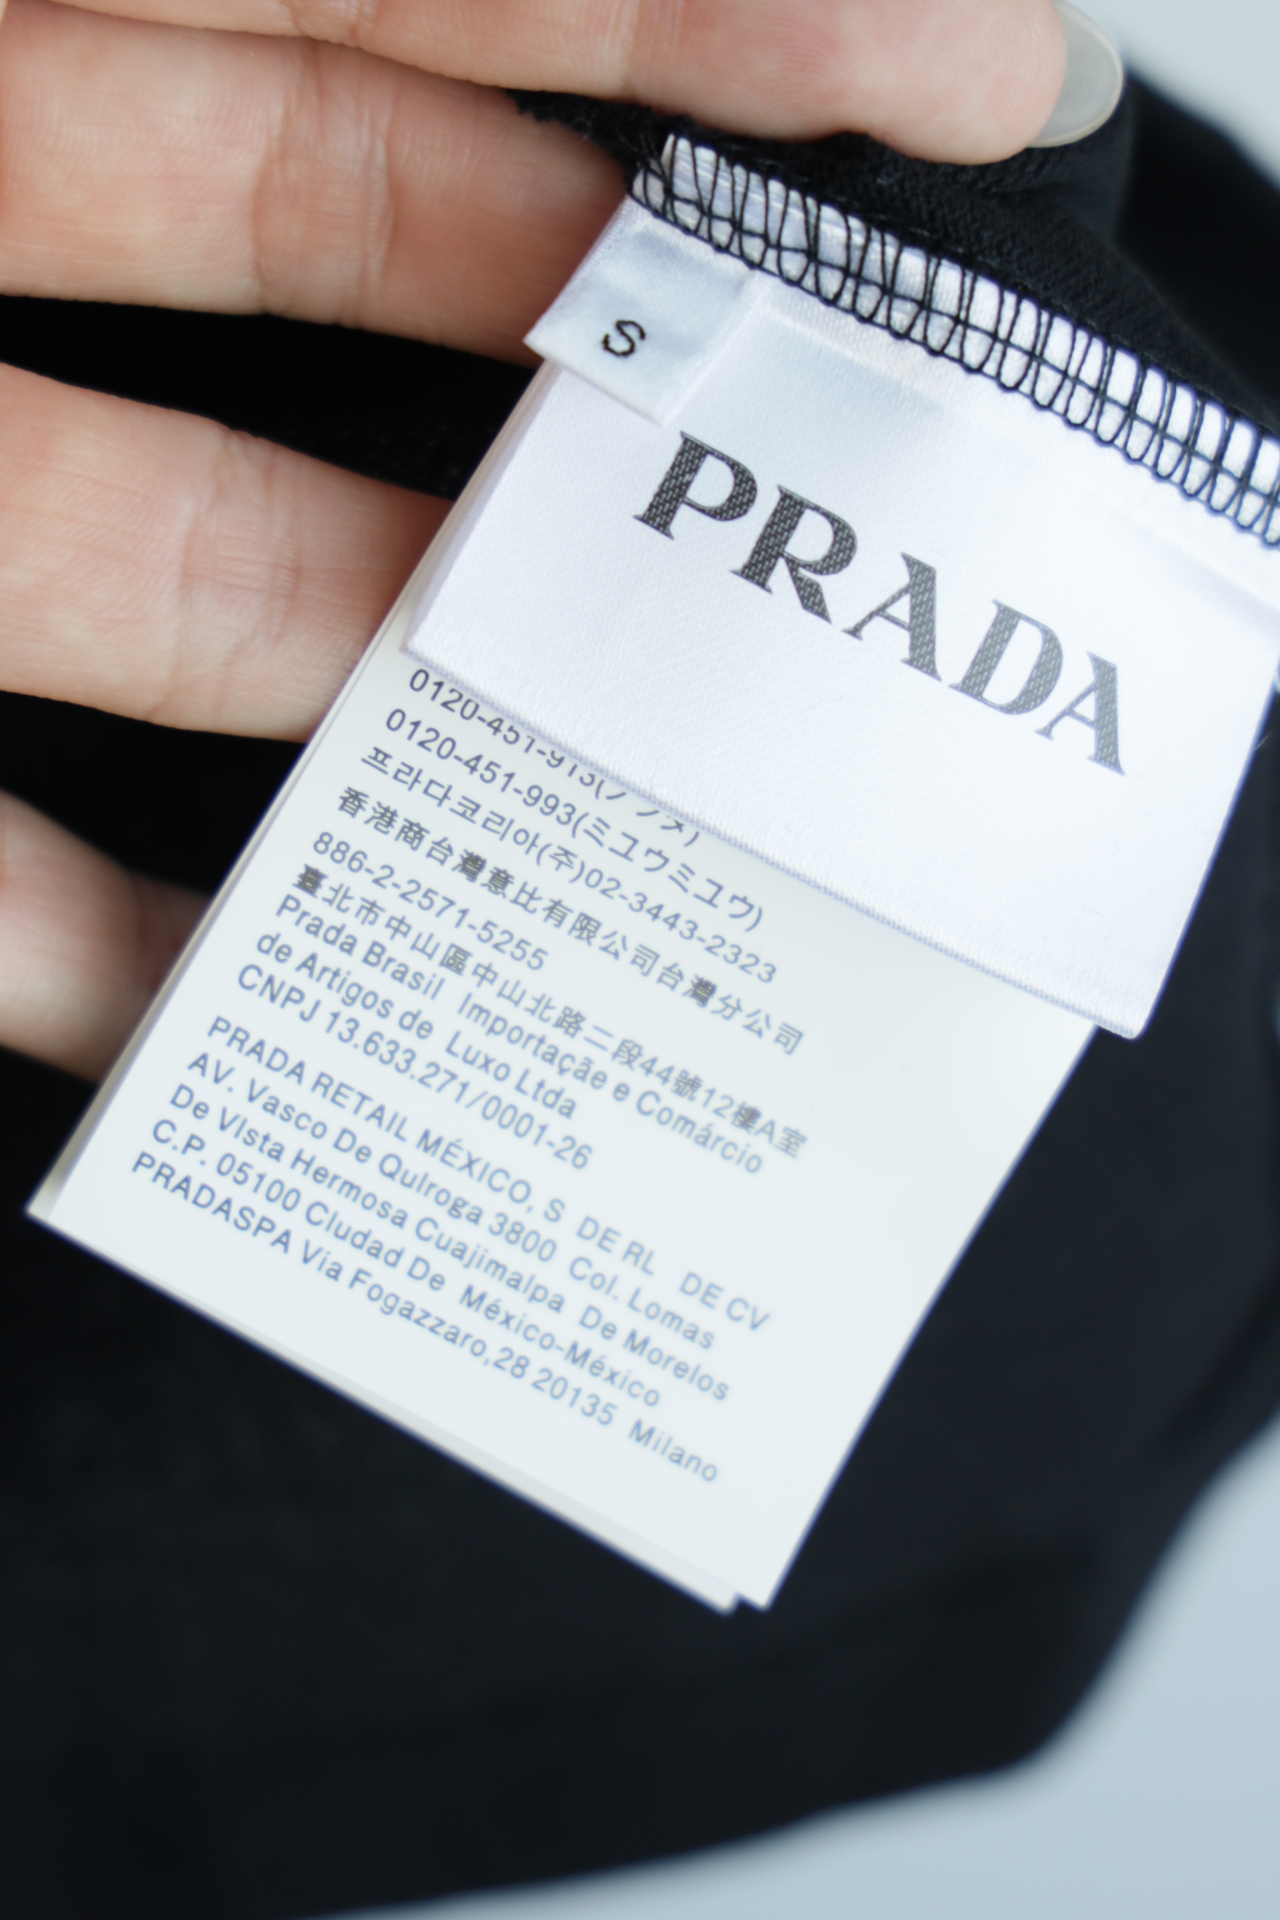 S
PRADA
0120-451-913(
0120-451-993(ミュウミュウ)
프라다코리아(주)02-3443-2323
香港商台灣意比有限公司台灣分公司
886-2-2571-5255
臺北市中山區中山北路二段44號12樓A室
Prada Brasil Importaçãe e Comárcio
de Artigos de Luxo Ltda
CNPJ 13.633.271/0001-26
PRADA RETAIL MÉXICO, S DE RL DE CV
AV. Vasco De Qulroga 3800 Col. Lomas
De VIsta Hermosa Cuajimalpa De Morelos
C.P. 05100 Cludad De México-México
PRADASPA Via Fogazzaro,28 20135 Milano